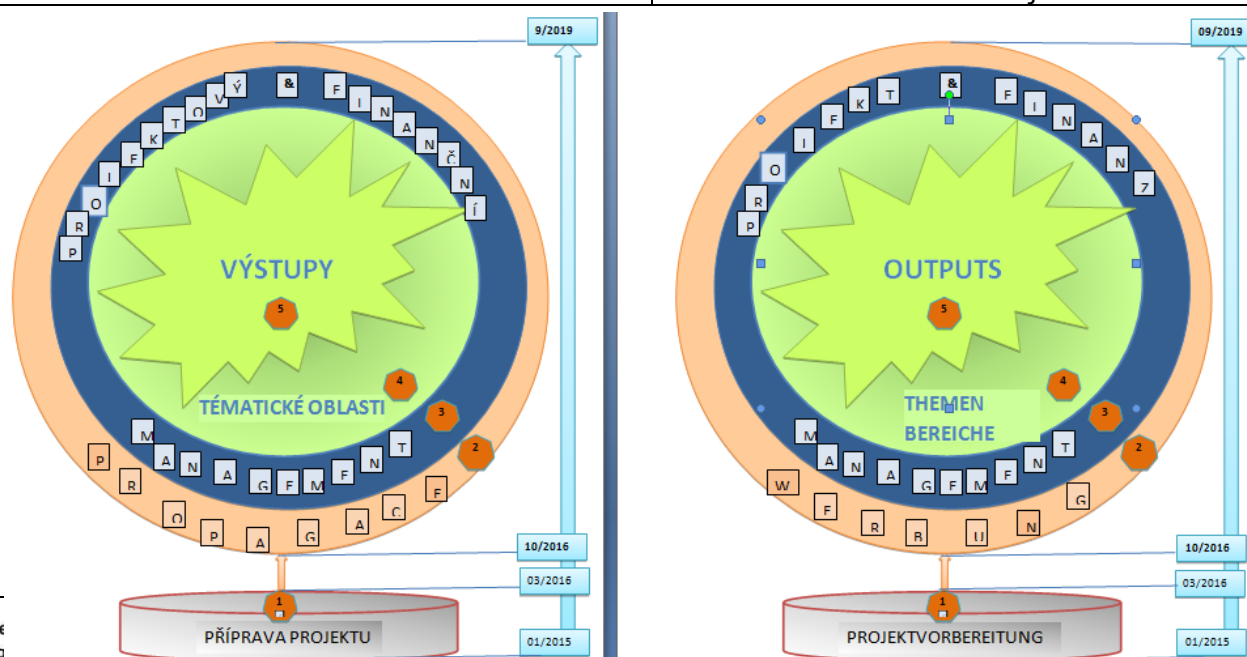 9/2019
PROJEKTOVÝ & FINANČNÍ
VÝSTUPY
5
4
TÉMATICKÉ OBLASTI
3
MANAGEMENT
2
PROPAGACE
10/2016
03/2016
1
PŘÍPRAVA PROJEKTU
01/2015
09/2019
PROJEKT & FINANZ
OUTPUTS
5
4
THEMEN
BEREICHE
3
MANAGEMENT
2
WERBUNG
10/2016
03/2016
1
PROJEKTVORBEREITUNG
01/2015